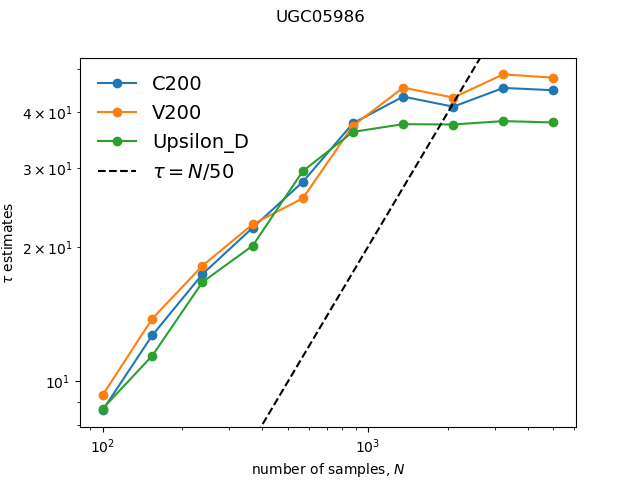 UGC05986
C200
V200
Upsilon_D
τ = N/50
4 × 10¹
3 × 10¹
2 × 10¹
10¹
τ estimates
10² 10³
number of samples, N